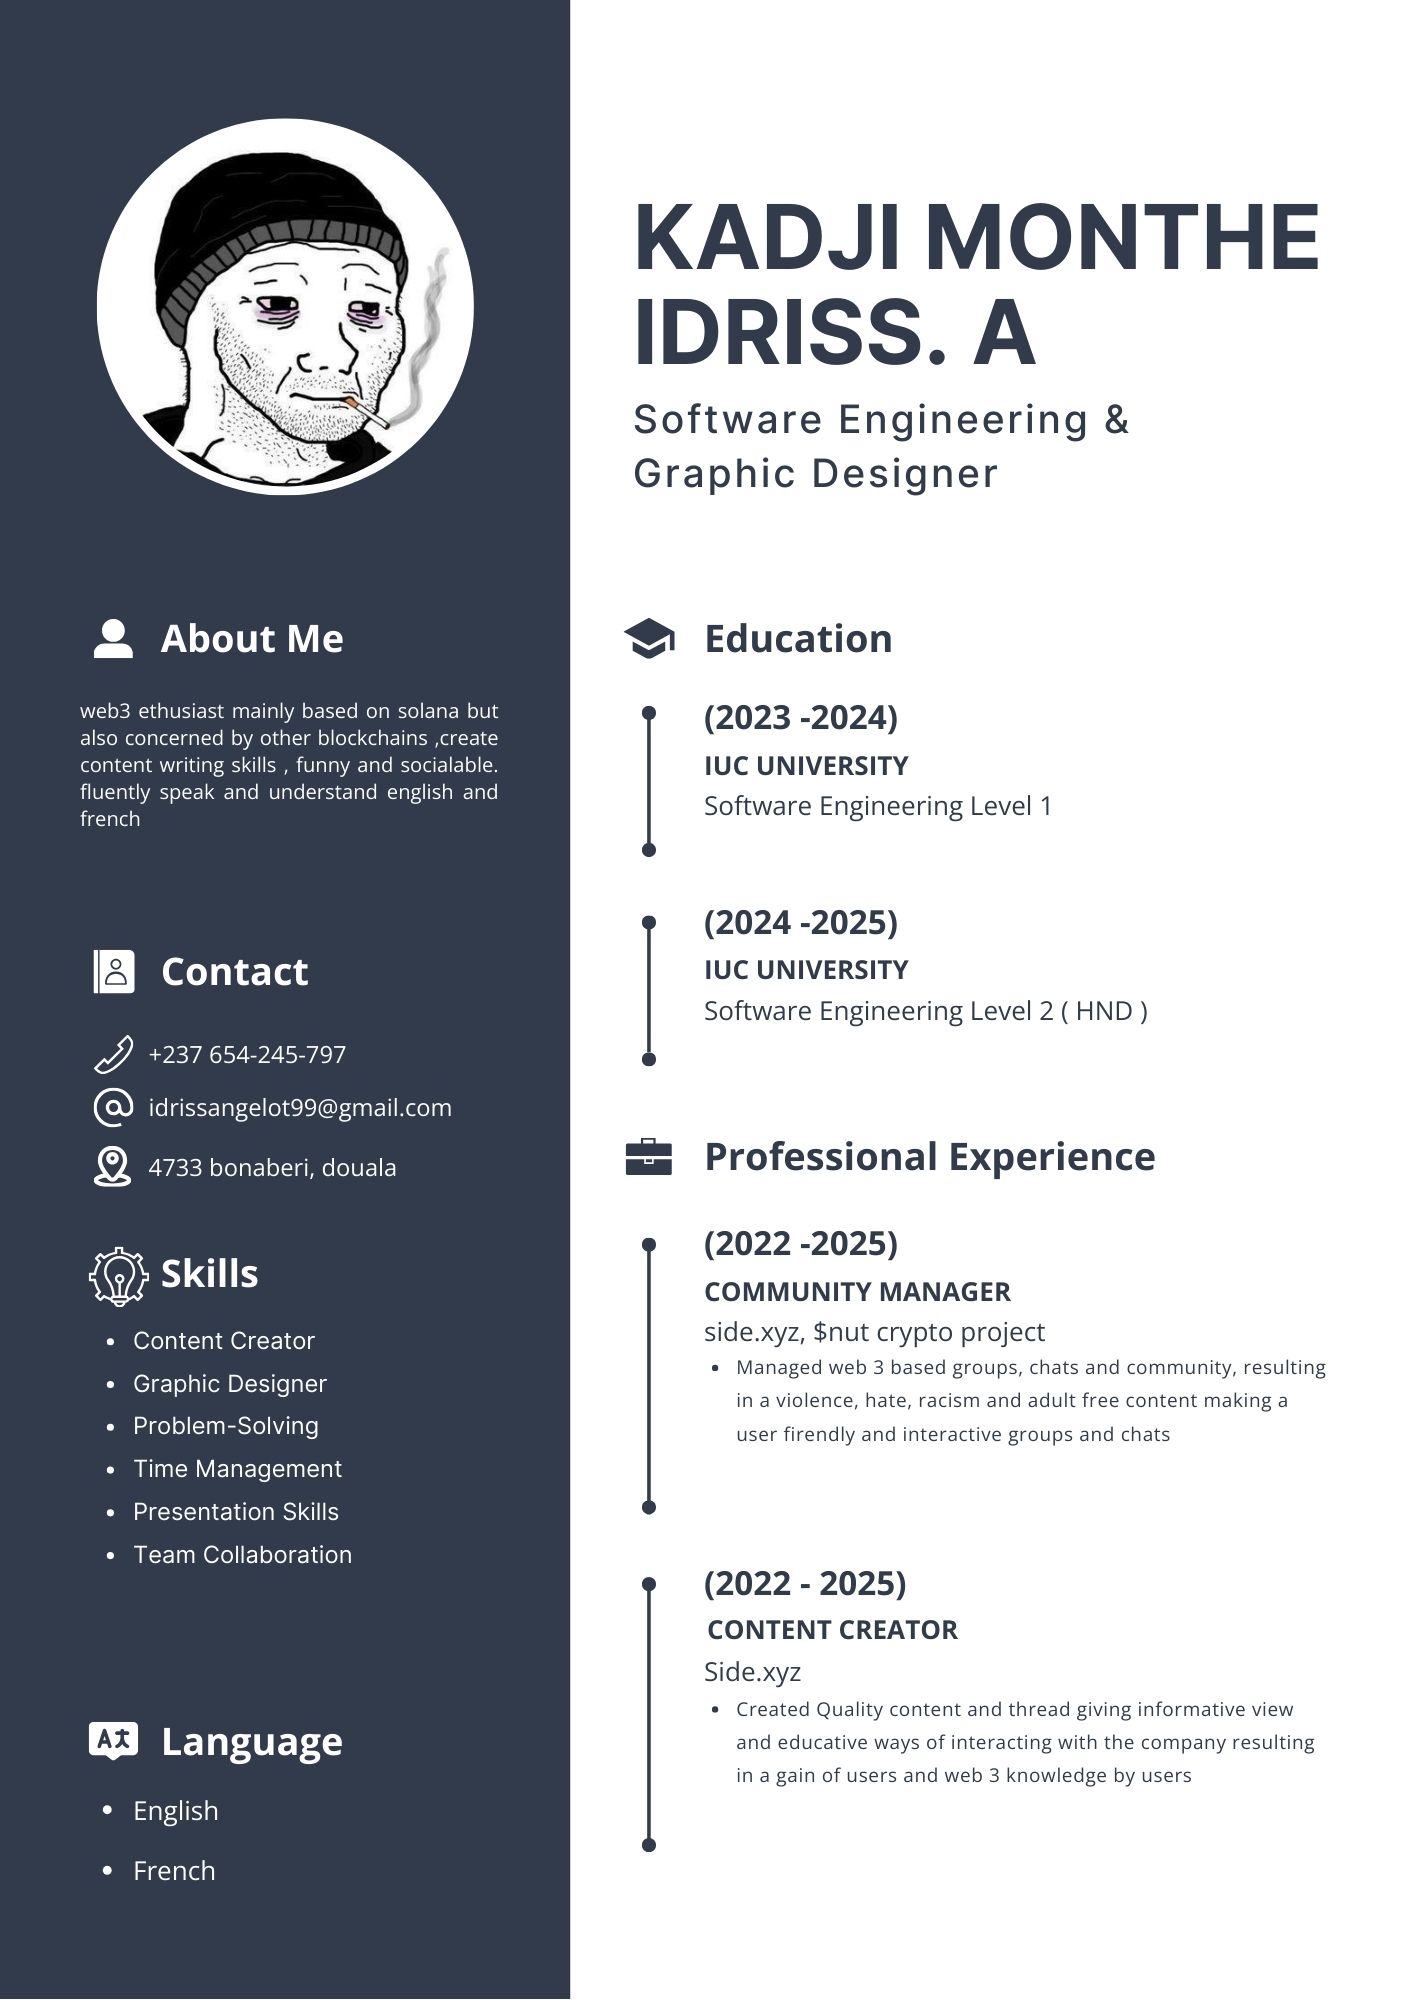 KADJI MONTHE
IDRISS. A
Software Engineering &
Graphic Designer
About Me
web3 ethusiast mainly based on solana but
also concerned by other blockchains ,create
content writing skills , funny and socialable.
fluently speak and understand english and
french
Contact
+237 654-245-797
idrissangelot99@gmail.com
4733 bonaberi, douala
Skills
• Content Creator
• Graphic Designer
• Problem-Solving
• Time Management
• Presentation Skills
• Team Collaboration
Language
• English
• French
Education
(2023 -2024)
IUC UNIVERSITY
Software Engineering Level 1
(2024 -2025)
IUC UNIVERSITY
Software Engineering Level 2 ( HND )
Professional Experience
(2022 -2025)
COMMUNITY MANAGER
side.xyz, $nut crypto project
• Managed web 3 based groups, chats and community, resulting
in a violence, hate, racism and adult free content making a
user firendly and interactive groups and chats
(2022 - 2025)
CONTENT CREATOR
Side.xyz
• Created Quality content and thread giving informative view
and educative ways of interacting with the company resulting
in a gain of users and web 3 knowledge by users